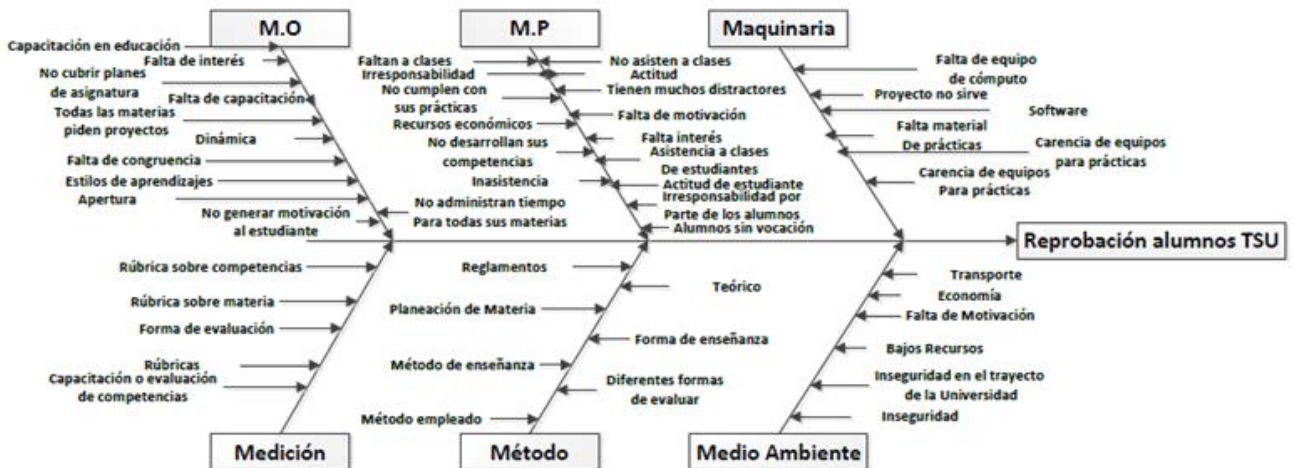 M.O
M.P
Maquinaria
Capacitación en educación
Falta de interés
No cubrir planes
de asignatura
Falta de capacitación
Todas las materias
piden proyectos
Dinámica
Falta de congruencia
Estilos de aprendizajes
Apertura
No generar motivación
al estudiante
No administran tiempo
Para todas sus materias
Faltan a clases
Irresponsabilidad
No cumplen con
sus prácticas
Recursos económicos
No desarrollan sus
competencias
Inasistencia
No asisten a clases
Actitud
Tienen muchos distractores
Falta de motivación
Falta interés
Asistencia a clases
De estudiantes
Actitud de estudiante
Irresponsabilidad por
Parte de los alumnos
Alumnos sin vocación
Falta de equipo
de cómputo
Proyecto no sirve
Software
Falta material
De prácticas
Carencia de equipos
para prácticas
Carencia de equipos
Para prácticas
Reprobación alumnos TSU
Rúbrica sobre competencias
Rúbrica sobre materia
Forma de evaluación
Rúbricas
Capacitación o evaluación
de competencias
Reglamentos
Teórico
Planeación de Materia
Forma de enseñanza
Método de enseñanza
Diferentes formas
de evaluar
Método empleado
Transporte
Economía
Falta de Motivación
Bajos Recursos
Inseguridad en el trayecto
de la Universidad
Inseguridad
Medición
Método
Medio Ambiente